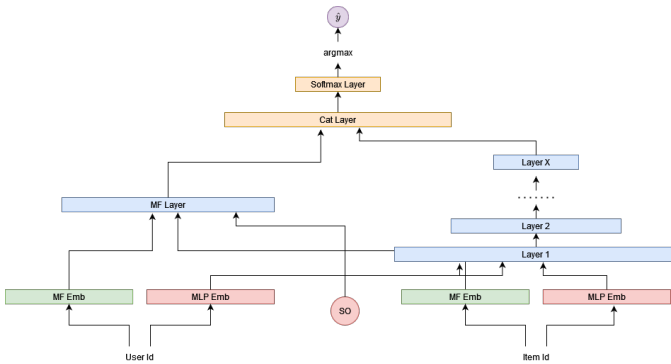 ŷ
argmax
Softmax Layer
Cat Layer
Layer X
.......
MF Layer
Layer 2
Layer 1
MF Emb
MLP Emb
SO
MF Emb
MLP Emb
User Id
Item Id